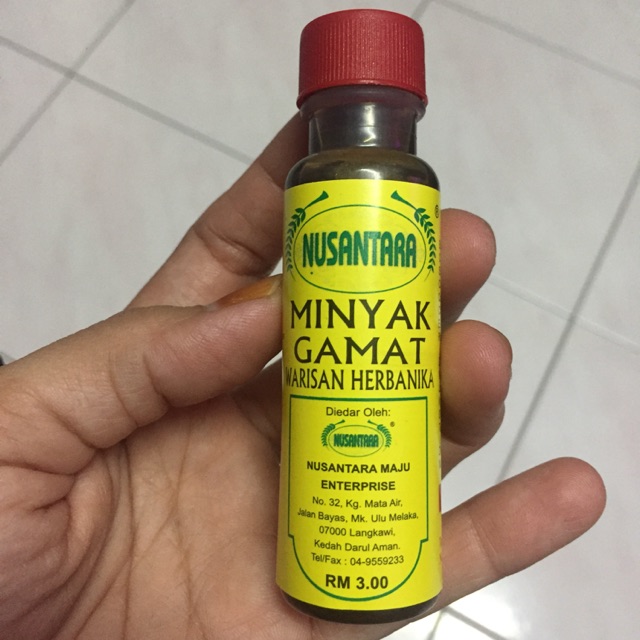 NUSANTARA
MINYAK
GAMAT
WARISAN HERBANIKA
Diedar Oleh:
NUSANTARA
®
NUSANTARA MAJU
ENTERPRISE
No. 32, Kg. Mata Air,
Jalan Bayas, Mk. Ulu Melaka,
07000 Langkawi,
Kedah Darul Aman.
Tel/Fax : 04-9559233
RM 3.00